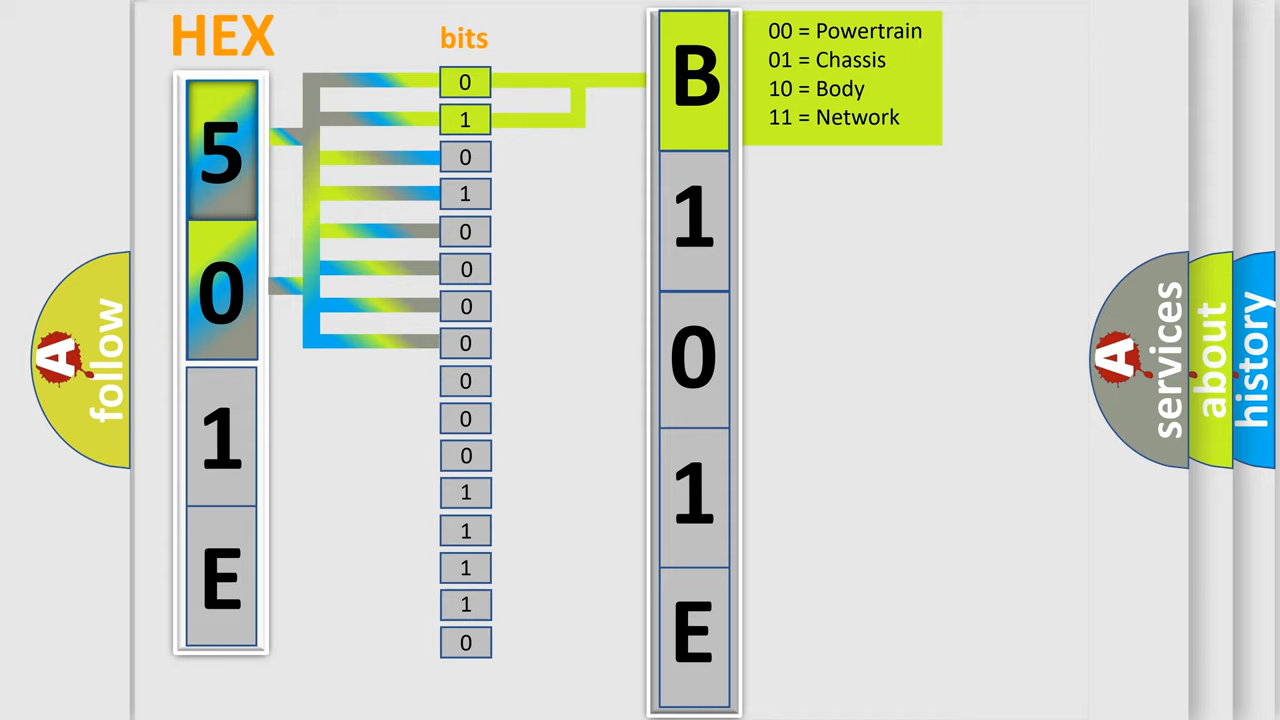 HEX
5
0
1
E
bits
0
1
0
1
0
0
0
0
0
0
0
1
1
1
1
0
B
1
0
1
E
00 = Powertrain
01 = Chassis
10 = Body
11 = Network
A
follow
A
services
about
history